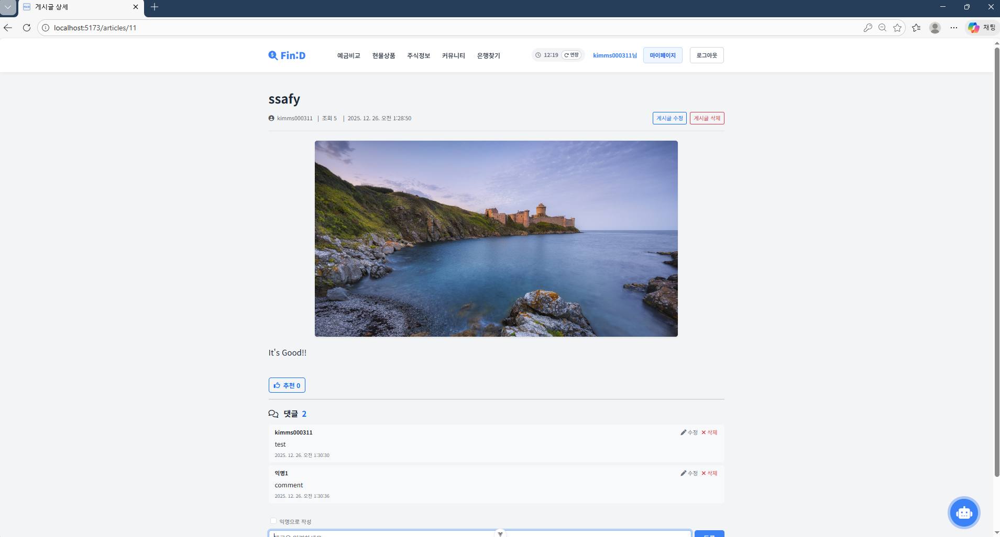 게시글 상세
localhost:5173/articles/11
채팅
Fin:D 예금비교 현물상품 주식정보 커뮤니티 은행찾기 12:19 연장 kimms000311님 마이페이지 로그아웃
ssafy
kimms000311 | 조회 5 | 2025. 12. 26. 오전 1:28:50 게시글 수정 게시글 삭제
It's Good!!
추천 0
댓글 2
kimms000311 수정 삭제
test
2025. 12. 26. 오전 1:30:30
익명1 수정 삭제
comment
2025. 12. 26. 오전 1:30:36
익명으로 작성